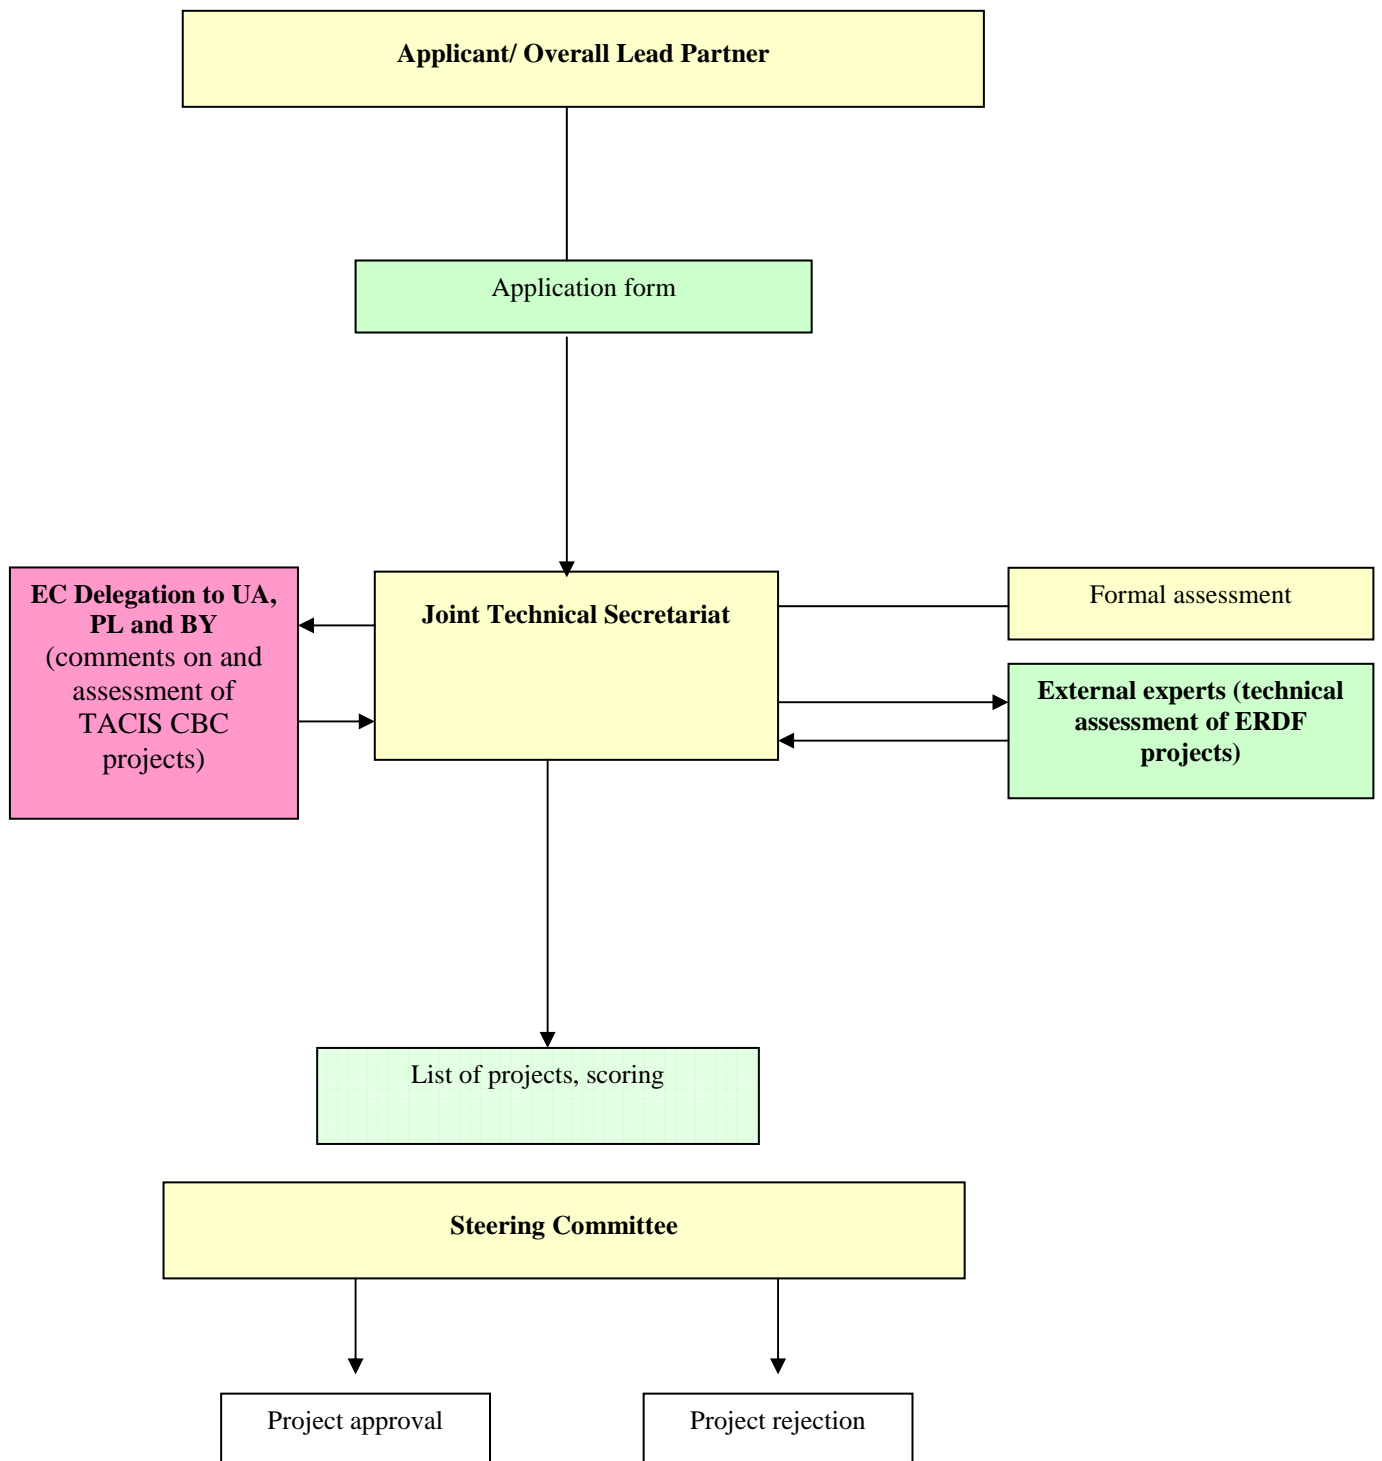 Applicant/ Overall Lead Partner
Application form
EC Delegation to UA,
PL and BY
(comments on and
assessment of
TACIS CBC
projects)
Joint Technical Secretariat
Formal assessment
External experts (technical
assessment of ERDF
projects)
List of projects, scoring
Steering Committee
Project approval
Project rejection